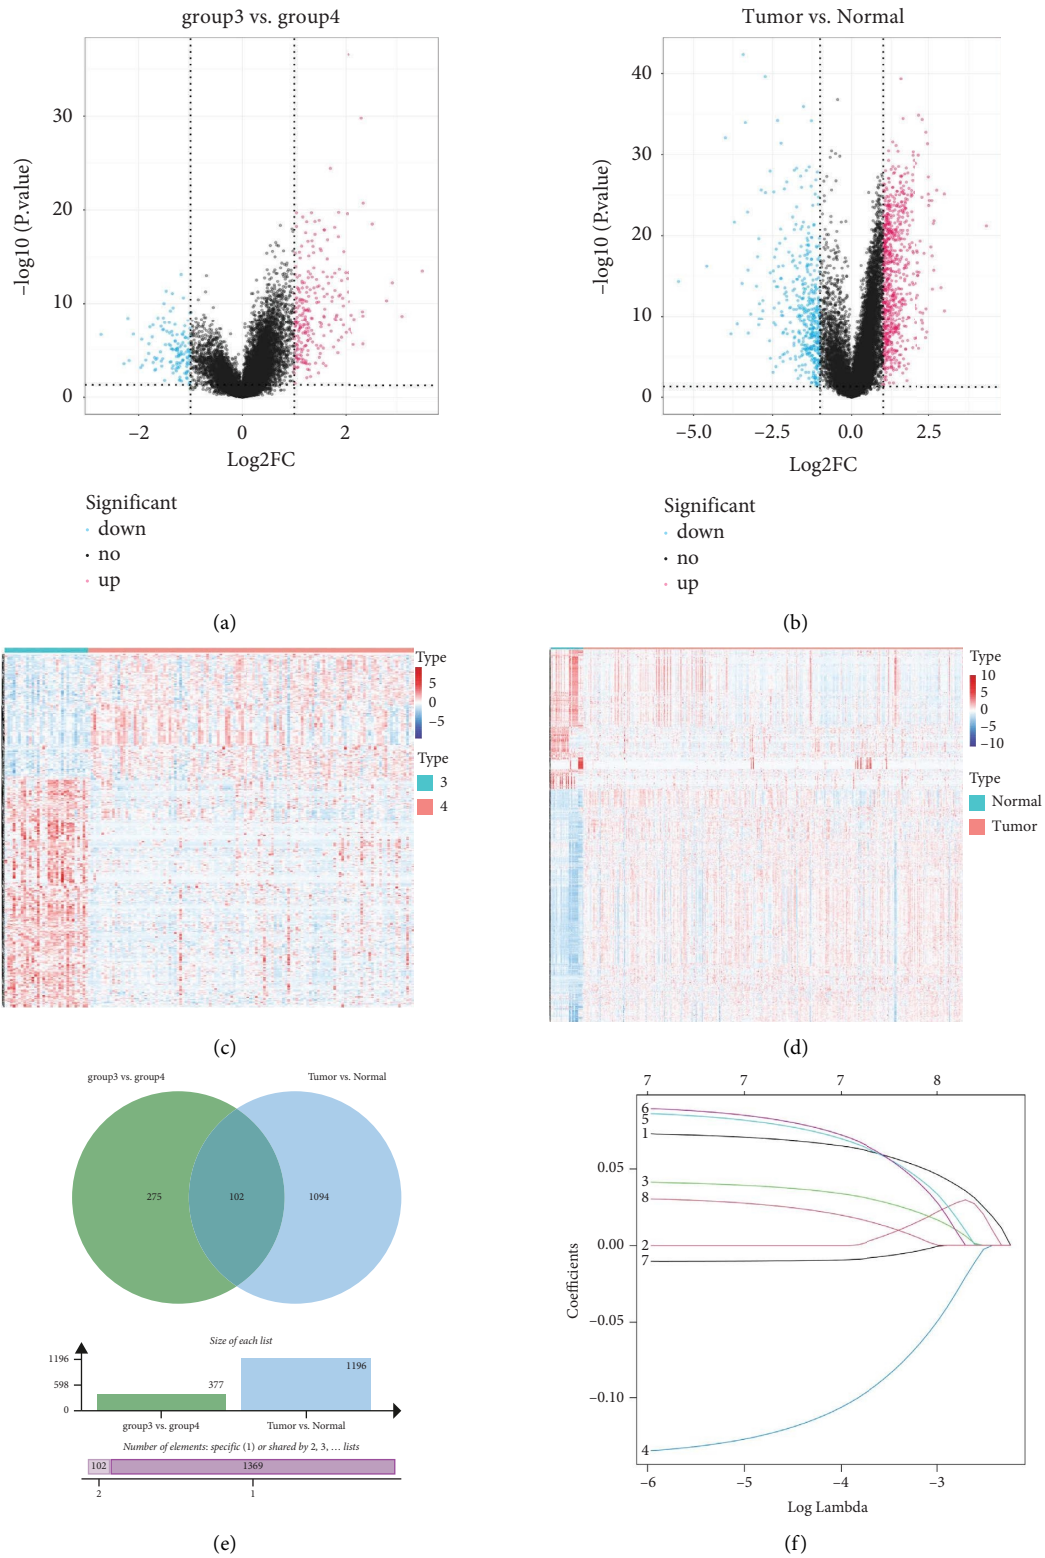 group3 vs. group4
–log10 (P.value)
30
20
10
0
–2 0 2
Log2FC
Significant
down
no
up
(a)
Tumor vs. Normal
–log10 (P.value)
40
30
20
10
0
–5.0 –2.5 0.0 2.5
Log2FC
Significant
down
no
up
(b)
Type
5
0
–5
Type
3
4
(c)
Type
10
5
0
–5
–10
Type
Normal
Tumor
(d)
group3 vs. group4 Tumor vs. Normal
275 102 1094
Size of each list
1196
598
0
377
1196
group3 vs. group4 Tumor vs. Normal
Number of elements: specific (1) or shared by 2, 3, ... lists
102 1369
2 1
(e)
7 7 7 8
Coefficients
0.05
0.00
–0.05
–0.10
6
5
1
3
8
2
7
4
–6 –5 –4 –3
Log Lambda
(f)